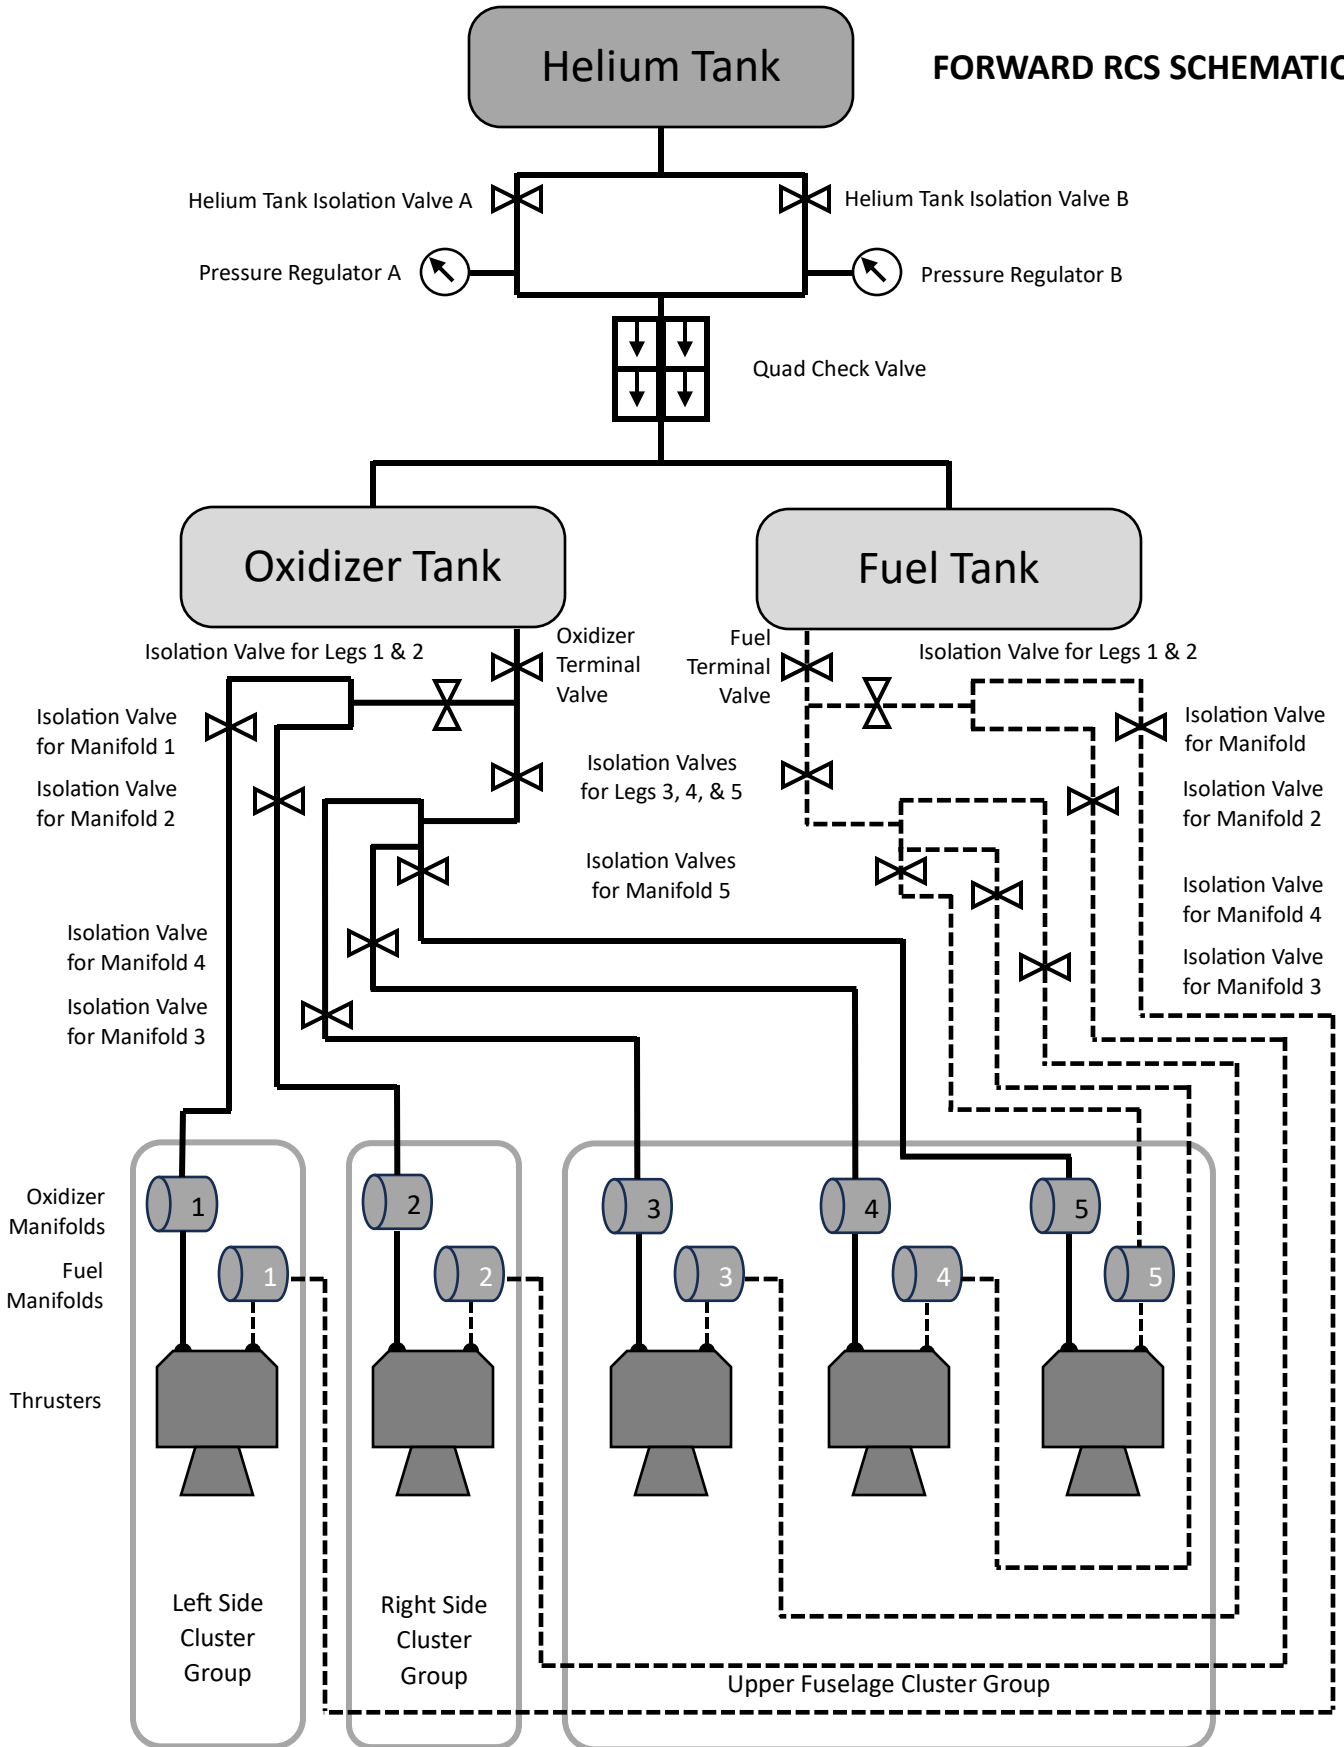 Helium Tank
FORWARD RCS SCHEMATIC
Helium Tank Isolation Valve A
Helium Tank Isolation Valve B
Pressure Regulator A
Pressure Regulator B
Quad Check Valve
Oxidizer Tank
Fuel Tank
Isolation Valve for Legs 1 & 2
Oxidizer
Terminal
Valve
Fuel
Terminal
Valve
Isolation Valve for Legs 1 & 2
Isolation Valve
for Manifold 1
Isolation Valve
for Manifold
Isolation Valve
for Manifold 2
Isolation Valves
for Legs 3, 4, & 5
Isolation Valve
for Manifold 2
Isolation Valves
for Manifold 5
Isolation Valve
for Manifold 4
Isolation Valve
for Manifold 4
Isolation Valve
for Manifold 3
Isolation Valve
for Manifold 3
Oxidizer
Manifolds
1
2
3
4
5
Fuel
Manifolds
1
2
3
4
5
Thrusters
Left Side
Cluster
Group
Right Side
Cluster
Group
Upper Fuselage Cluster Group